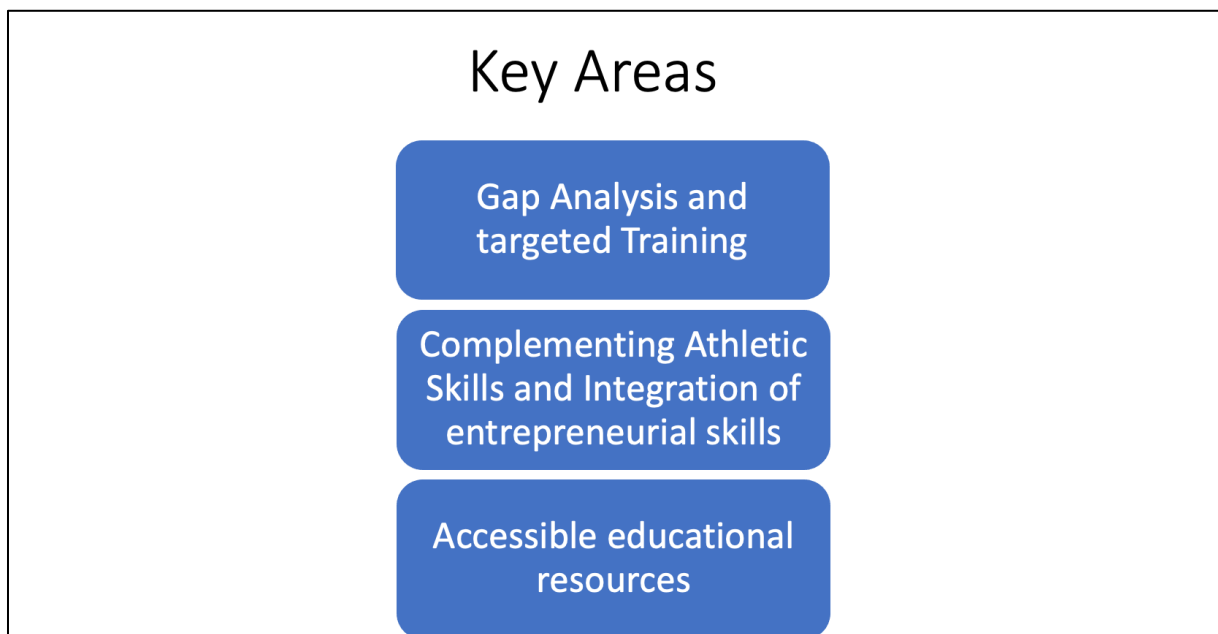 Key Areas
Gap Analysis and
targeted Training
Complementing Athletic
Skills and Integration of
entrepreneurial skills
Accessible educational
resources